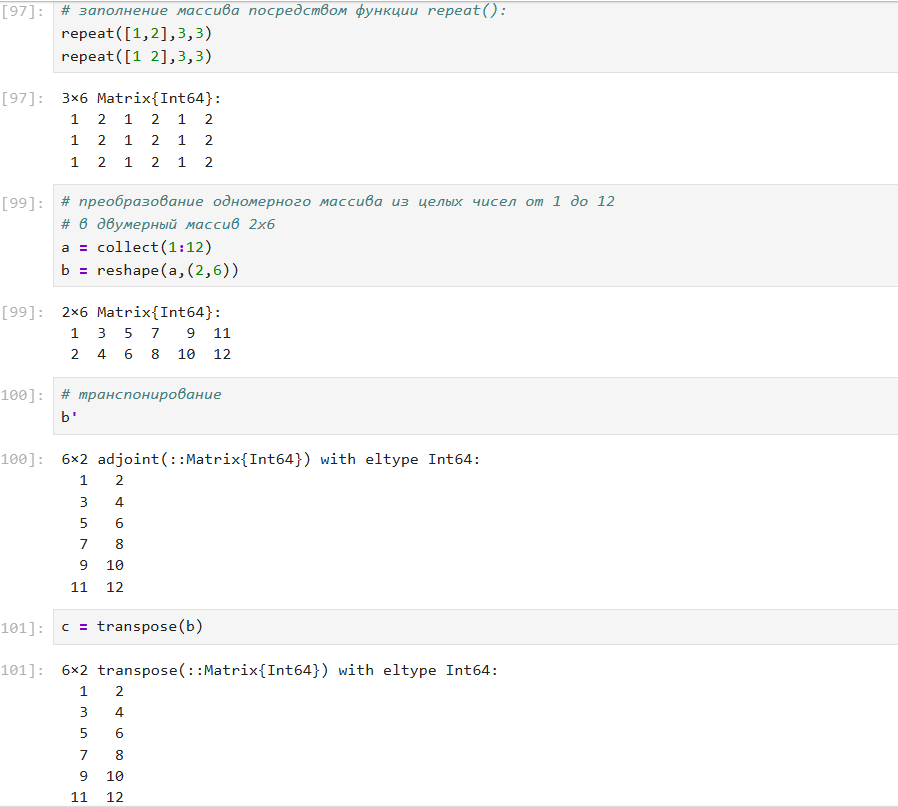 [97]: # заполнение массива посредством функции repeat():
repeat([1,2],3,3)
repeat([1 2],3,3)
[97]: 3×6 Matrix{Int64}:
1 2 1 2 1 2
1 2 1 2 1 2
1 2 1 2 1 2
[99]: # преобразование одномерного массива из целых чисел от 1 до 12
# в двумерный массив 2x6
a = collect(1:12)
b = reshape(a,(2,6))
[99]: 2×6 Matrix{Int64}:
1 3 5 7 9 11
2 4 6 8 10 12
100]: # транспонирование
b'
100]: 6×2 adjoint(::Matrix{Int64}) with eltype Int64:
1 2
3 4
5 6
7 8
9 10
11 12
101]: c = transpose(b)
101]: 6×2 transpose(::Matrix{Int64}) with eltype Int64:
1 2
3 4
5 6
7 8
9 10
11 12